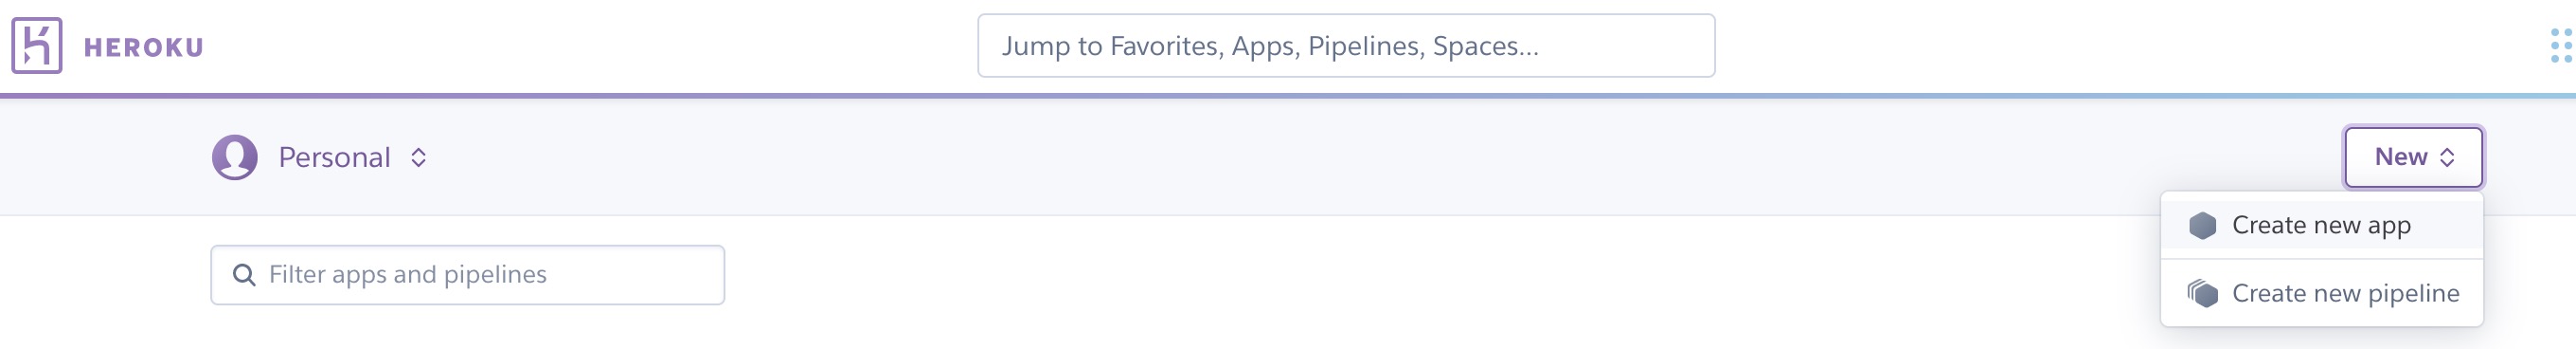 HEROKU
Jump to Favorites, Apps, Pipelines, Spaces...
Personal
New
Create new app
Filter apps and pipelines
Create new pipeline